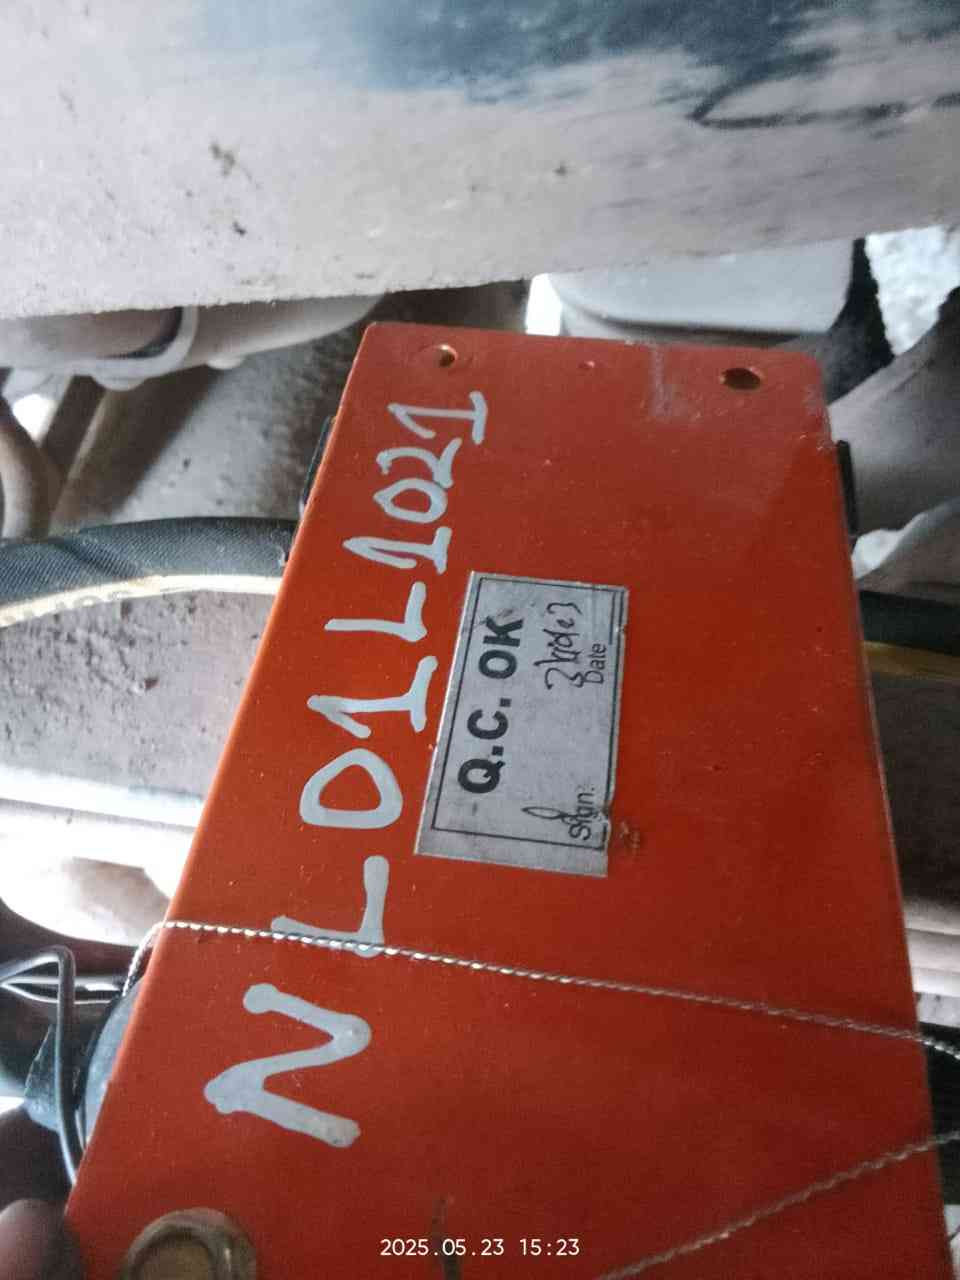 NL01L1021
Q.C. OK
Sign.
Date
2025.05.23 15:23